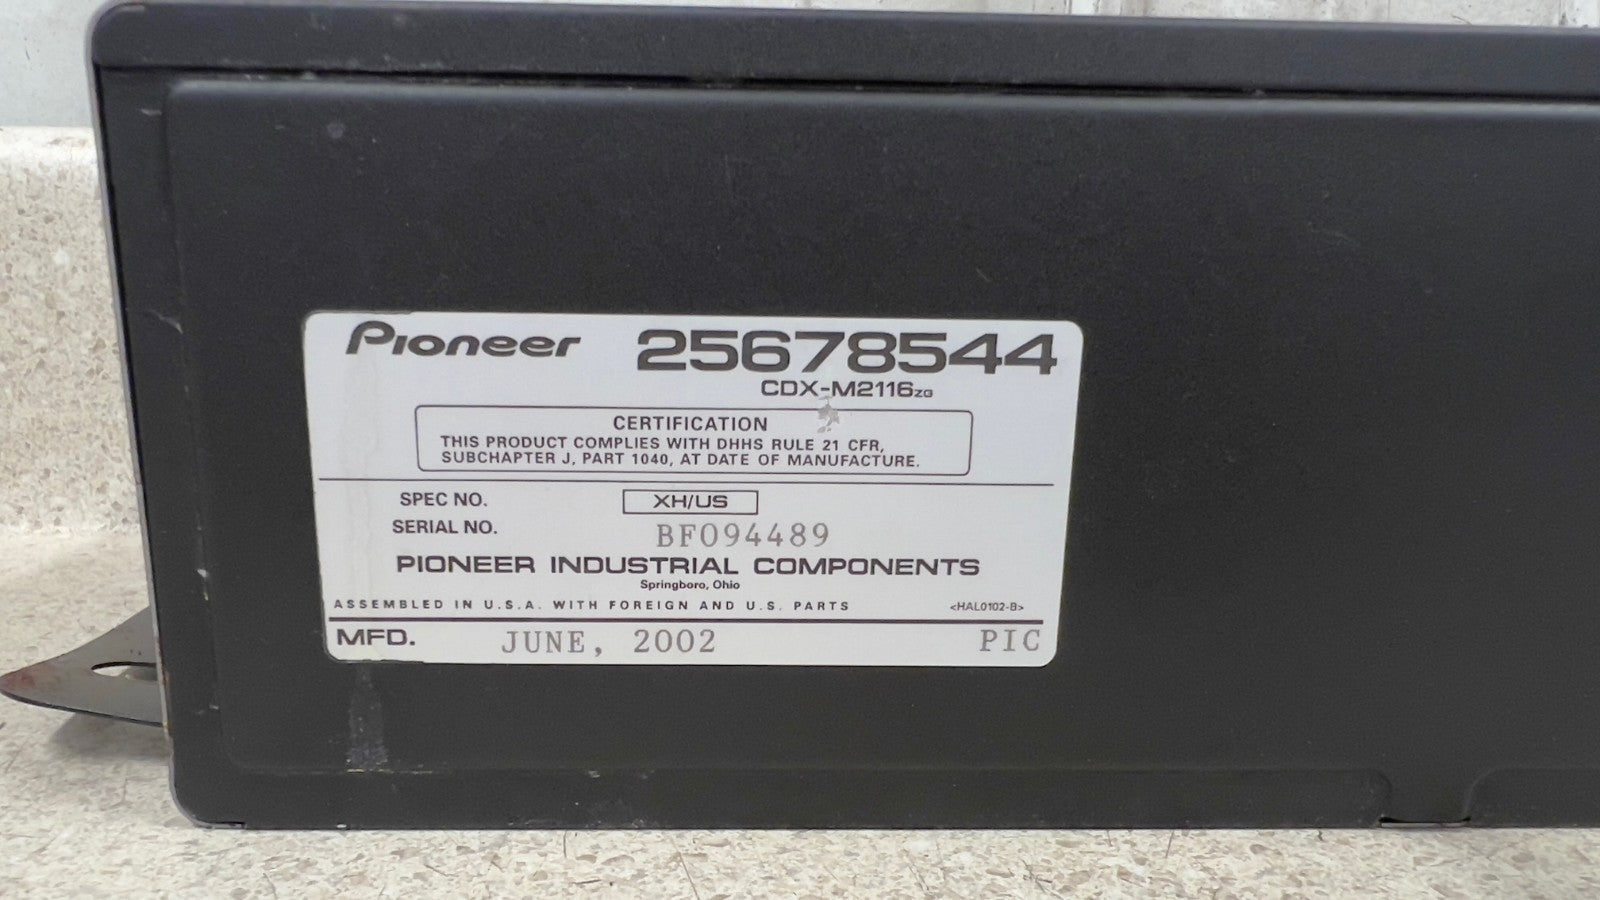 Pioneer 25678544
CDX-M2116ZG
CERTIFICATION
THIS PRODUCT COMPLIES WITH DHHS RULE 21 CFR,
SUBCHAPTER J, PART 1040, AT DATE OF MANUFACTURE.
SPEC NO. XH/US
SERIAL NO. BF094489
PIONEER INDUSTRIAL COMPONENTS
Springboro, Ohio
ASSEMBLED IN U.S.A. WITH FOREIGN AND U.S. PARTS <HAL0102-B>
MFD. JUNE, 2002 PIC